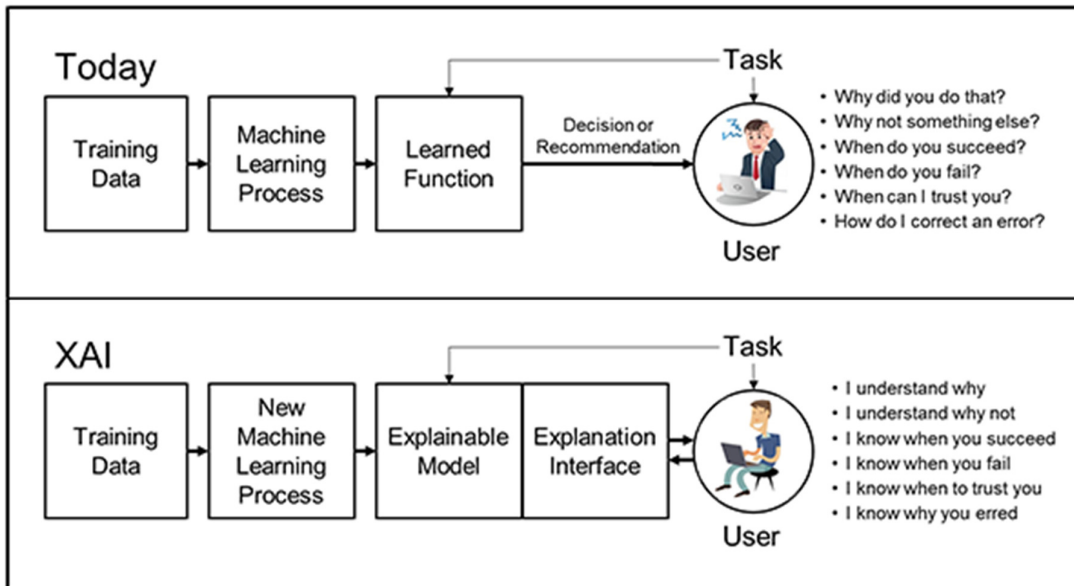 Today
Task
Training
Data
Machine
Learning
Process
Learned
Function
Decision or
Recommendation
User
• Why did you do that?
• Why not something else?
• When do you succeed?
• When do you fail?
• When can I trust you?
• How do I correct an error?
XAI
Task
Training
Data
New
Machine
Learning
Process
Explainable
Model
Explanation
Interface
User
• I understand why
• I understand why not
• I know when you succeed
• I know when you fail
• I know when to trust you
• I know why you erred